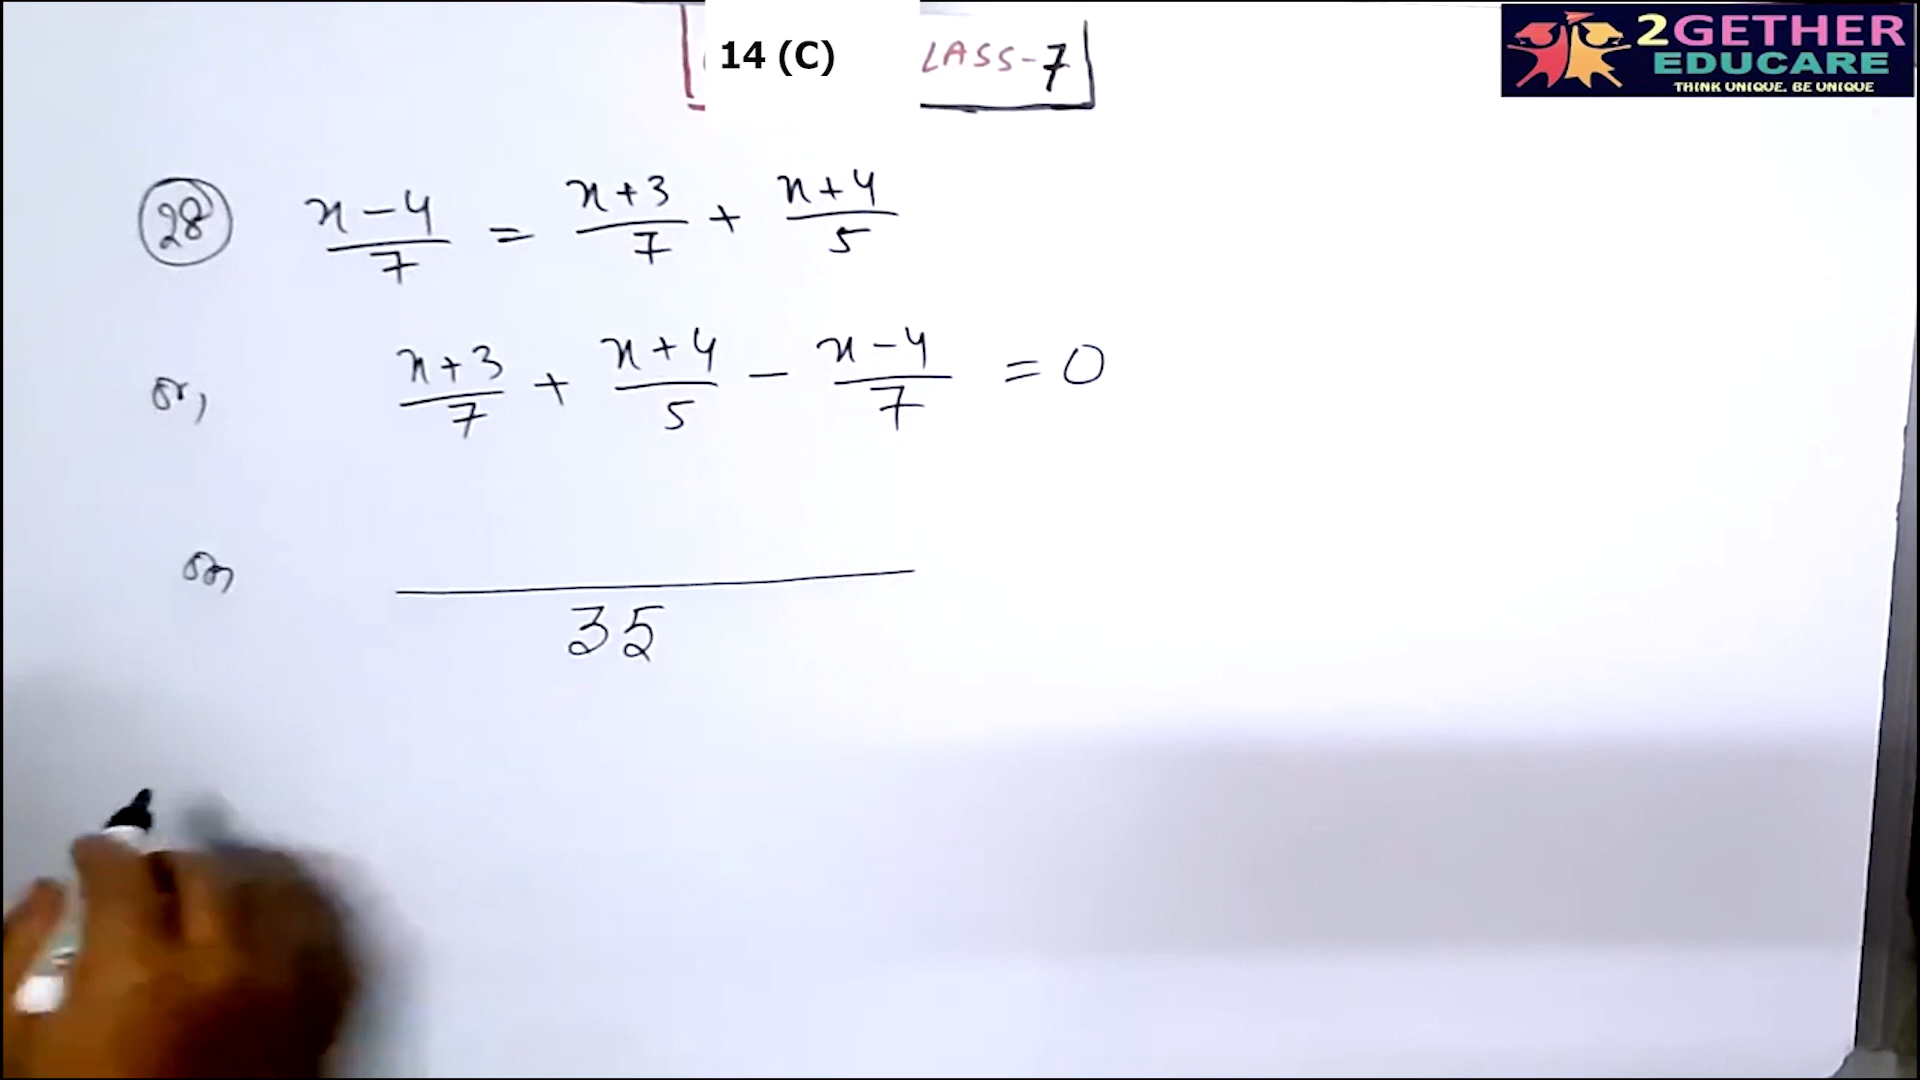 14 (C) LASS-7
2GETHER
EDUCARE
THINK UNIQUE. BE UNIQUE
28 x-4/7 = x+3/7 + x+4/5
or, x+3/7 + x+4/5 - x-4/7 = 0
or,
35